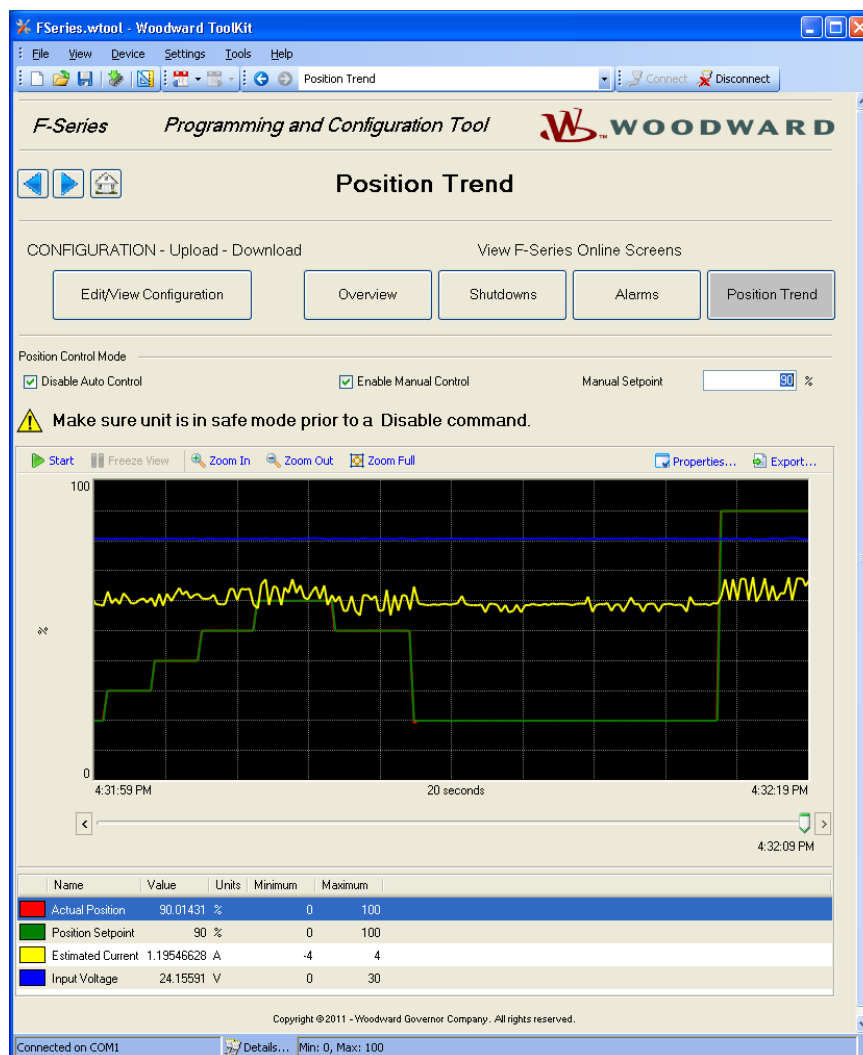 FSeries.wtool - Woodward ToolKit
File View Device Settings Tools Help
Position Trend Connect Disconnect
F-Series Programming and Configuration Tool WOODWARD
Position Trend
CONFIGURATION - Upload - Download View F-Series Online Screens
Edit/View Configuration Overview Shutdowns Alarms Position Trend
Position Control Mode
Disable Auto Control Enable Manual Control Manual Setpoint 90 %
Make sure unit is in safe mode prior to a Disable command.
Start Freeze View Zoom In Zoom Out Zoom Full Properties... Export...
100
%
0
4:31:59 PM 20 seconds 4:32:19 PM
4:32:09 PM
Name Value Units Minimum Maximum
Actual Position 90.01431 % 0 100
Position Setpoint 90 % 0 100
Estimated Current 1.19546628 A -4 4
Input Voltage 24.15591 V 0 30
Copyright ©2011 - Woodward Governor Company. All rights reserved.
Connected on COM1 Details... Min: 0, Max: 100